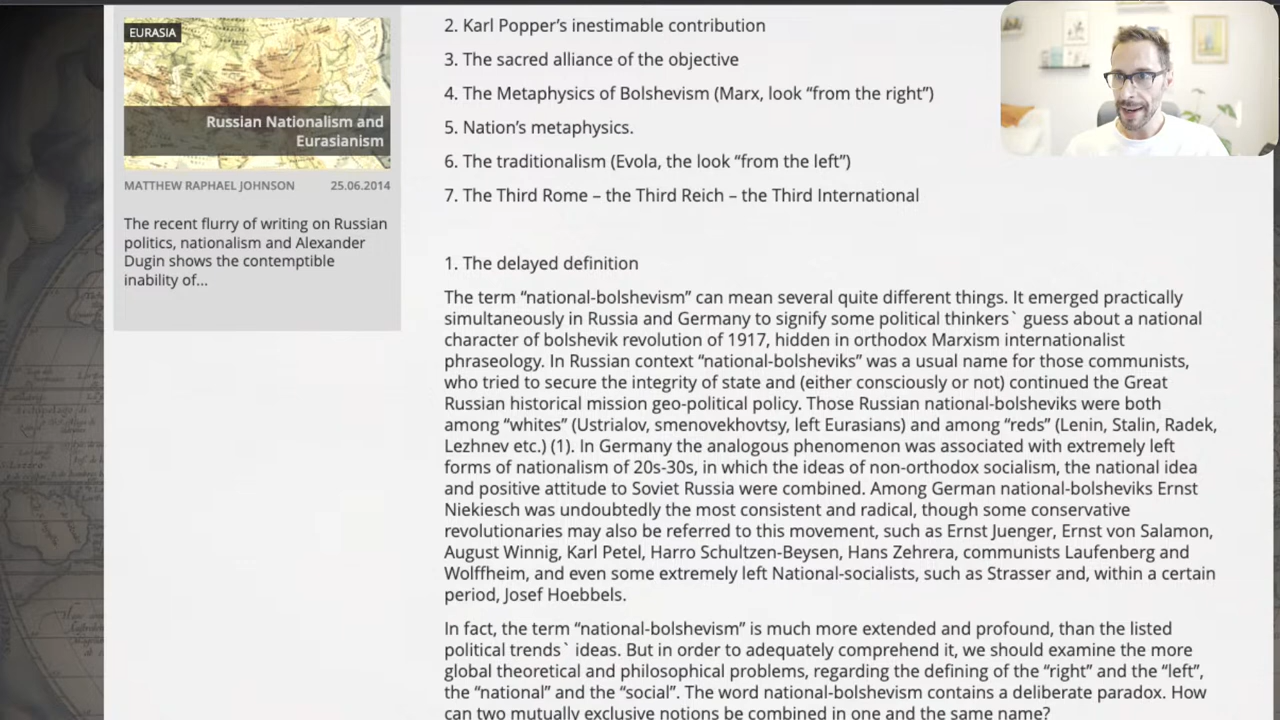 EURASIA
Russian Nationalism and
Eurasianism
MATTHEW RAPHAEL JOHNSON 25.06.2014
The recent flurry of writing on Russian
politics, nationalism and Alexander
Dugin shows the contemptible
inability of...
2. Karl Popper’s inestimable contribution
3. The sacred alliance of the objective
4. The Metaphysics of Bolshevism (Marx, look “from the right”)
5. Nation’s metaphysics.
6. The traditionalism (Evola, the look “from the left”)
7. The Third Rome – the Third Reich – the Third International
1. The delayed definition
The term “national-bolshevism” can mean several quite different things. It emerged practically
simultaneously in Russia and Germany to signify some political thinkers` guess about a national
character of bolshevik revolution of 1917, hidden in orthodox Marxism internationalist
phraseology. In Russian context “national-bolsheviks” was a usual name for those communists,
who tried to secure the integrity of state and (either consciously or not) continued the Great
Russian historical mission geo-political policy. Those Russian national-bolsheviks were both
among “whites” (Ustrialov, smenovekhovtsy, left Eurasians) and among “reds” (Lenin, Stalin, Radek,
Lezhnev etc.) (1). In Germany the analogous phenomenon was associated with extremely left
forms of nationalism of 20s-30s, in which the ideas of non-orthodox socialism, the national idea
and positive attitude to Soviet Russia were combined. Among German national-bolsheviks Ernst
Niekiesch was undoubtedly the most consistent and radical, though some conservative
revolutionaries may also be referred to this movement, such as Ernst Juenger, Ernst von Salamon,
August Winnig, Karl Petel, Harro Schultzen-Beysen, Hans Zehrera, communists Laufenberg and
Wolffheim, and even some extremely left National-socialists, such as Strasser and, within a certain
period, Josef Hoebbels.
In fact, the term “national-bolshevism” is much more extended and profound, than the listed
political trends` ideas. But in order to adequately comprehend it, we should examine the more
global theoretical and philosophical problems, regarding the defining of the “right” and the “left”,
the “national” and the “social”. The word national-bolshevism contains a deliberate paradox. How
can two mutually exclusive notions be combined in one and the same name?